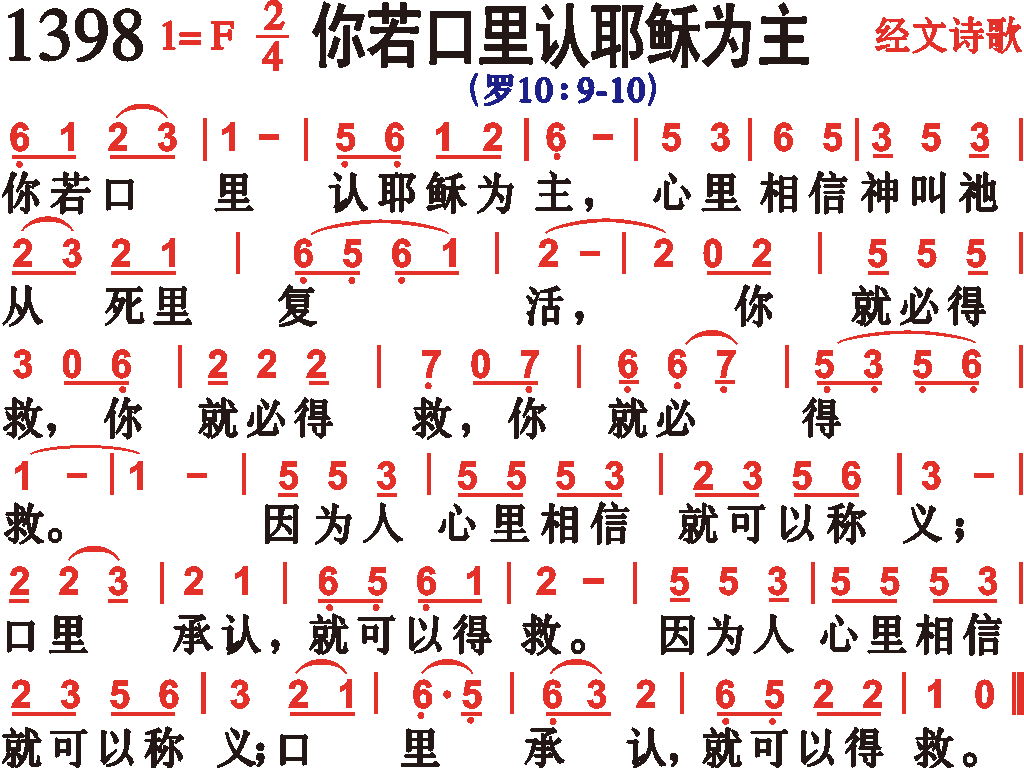 1398 1=F 2/4 你若口里认耶稣为主 经文诗歌
(罗10:9-10)
6 1 2 3 | 1 - | 5 6 1 2 | 6 - | 5 3 | 6 5 | 3 5 3 |
你若口 里 认耶稣为主，心里相信神叫祂
2 3 2 1 | 6 5 6 1 | 2 - | 2 0 2 | 5 5 5 |
从 死里 复 活， 你 就必得
3 0 6 | 2 2 2 | 7 0 7 | 6 6 7 | 5 3 5 6 |
救，你 就必得 救，你 就必 得
1 - | 1 - | 5 5 3 | 5 5 5 3 | 2 3 5 6 | 3 - |
救。 因为人 心里相信 就可以称 义；
2 2 3 | 2 1 | 6 5 6 1 | 2 - | 5 5 3 | 5 5 5 3 |
口里 承认，就可以得 救。 因为人 心里相信
2 3 5 6 | 3 2 1 | 6 · 5 | 6 3 2 | 6 5 2 2 | 1 0 ‖
就可以称 义；口 里 承 认，就可以得 救。